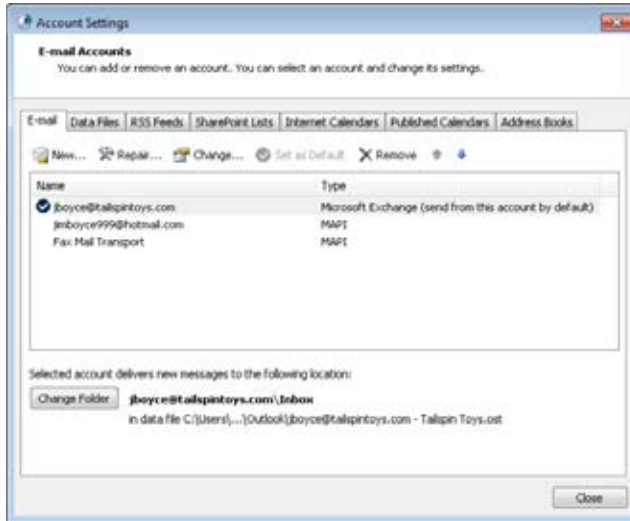 Account Settings
E-mail Accounts
You can add or remove an account. You can select an account and change its settings.
E-mail Data Files RSS Feeds SharePoint Lists Internet Calendars Published Calendars Address Books
New... Repair... Change... Set as Default Remove
Name Type
jboyce@tailspintoys.com Microsoft Exchange (send from this account by default)
jimboyce999@hotmail.com MAPI
Fax Mail Transport MAPI
Selected account delivers new messages to the following location:
Change Folder jboyce@tailspintoys.com\Inbox
in data file C:\Users\...\Outlook\jboyce@tailspintoys.com - Tailspin Toys.ost
Close